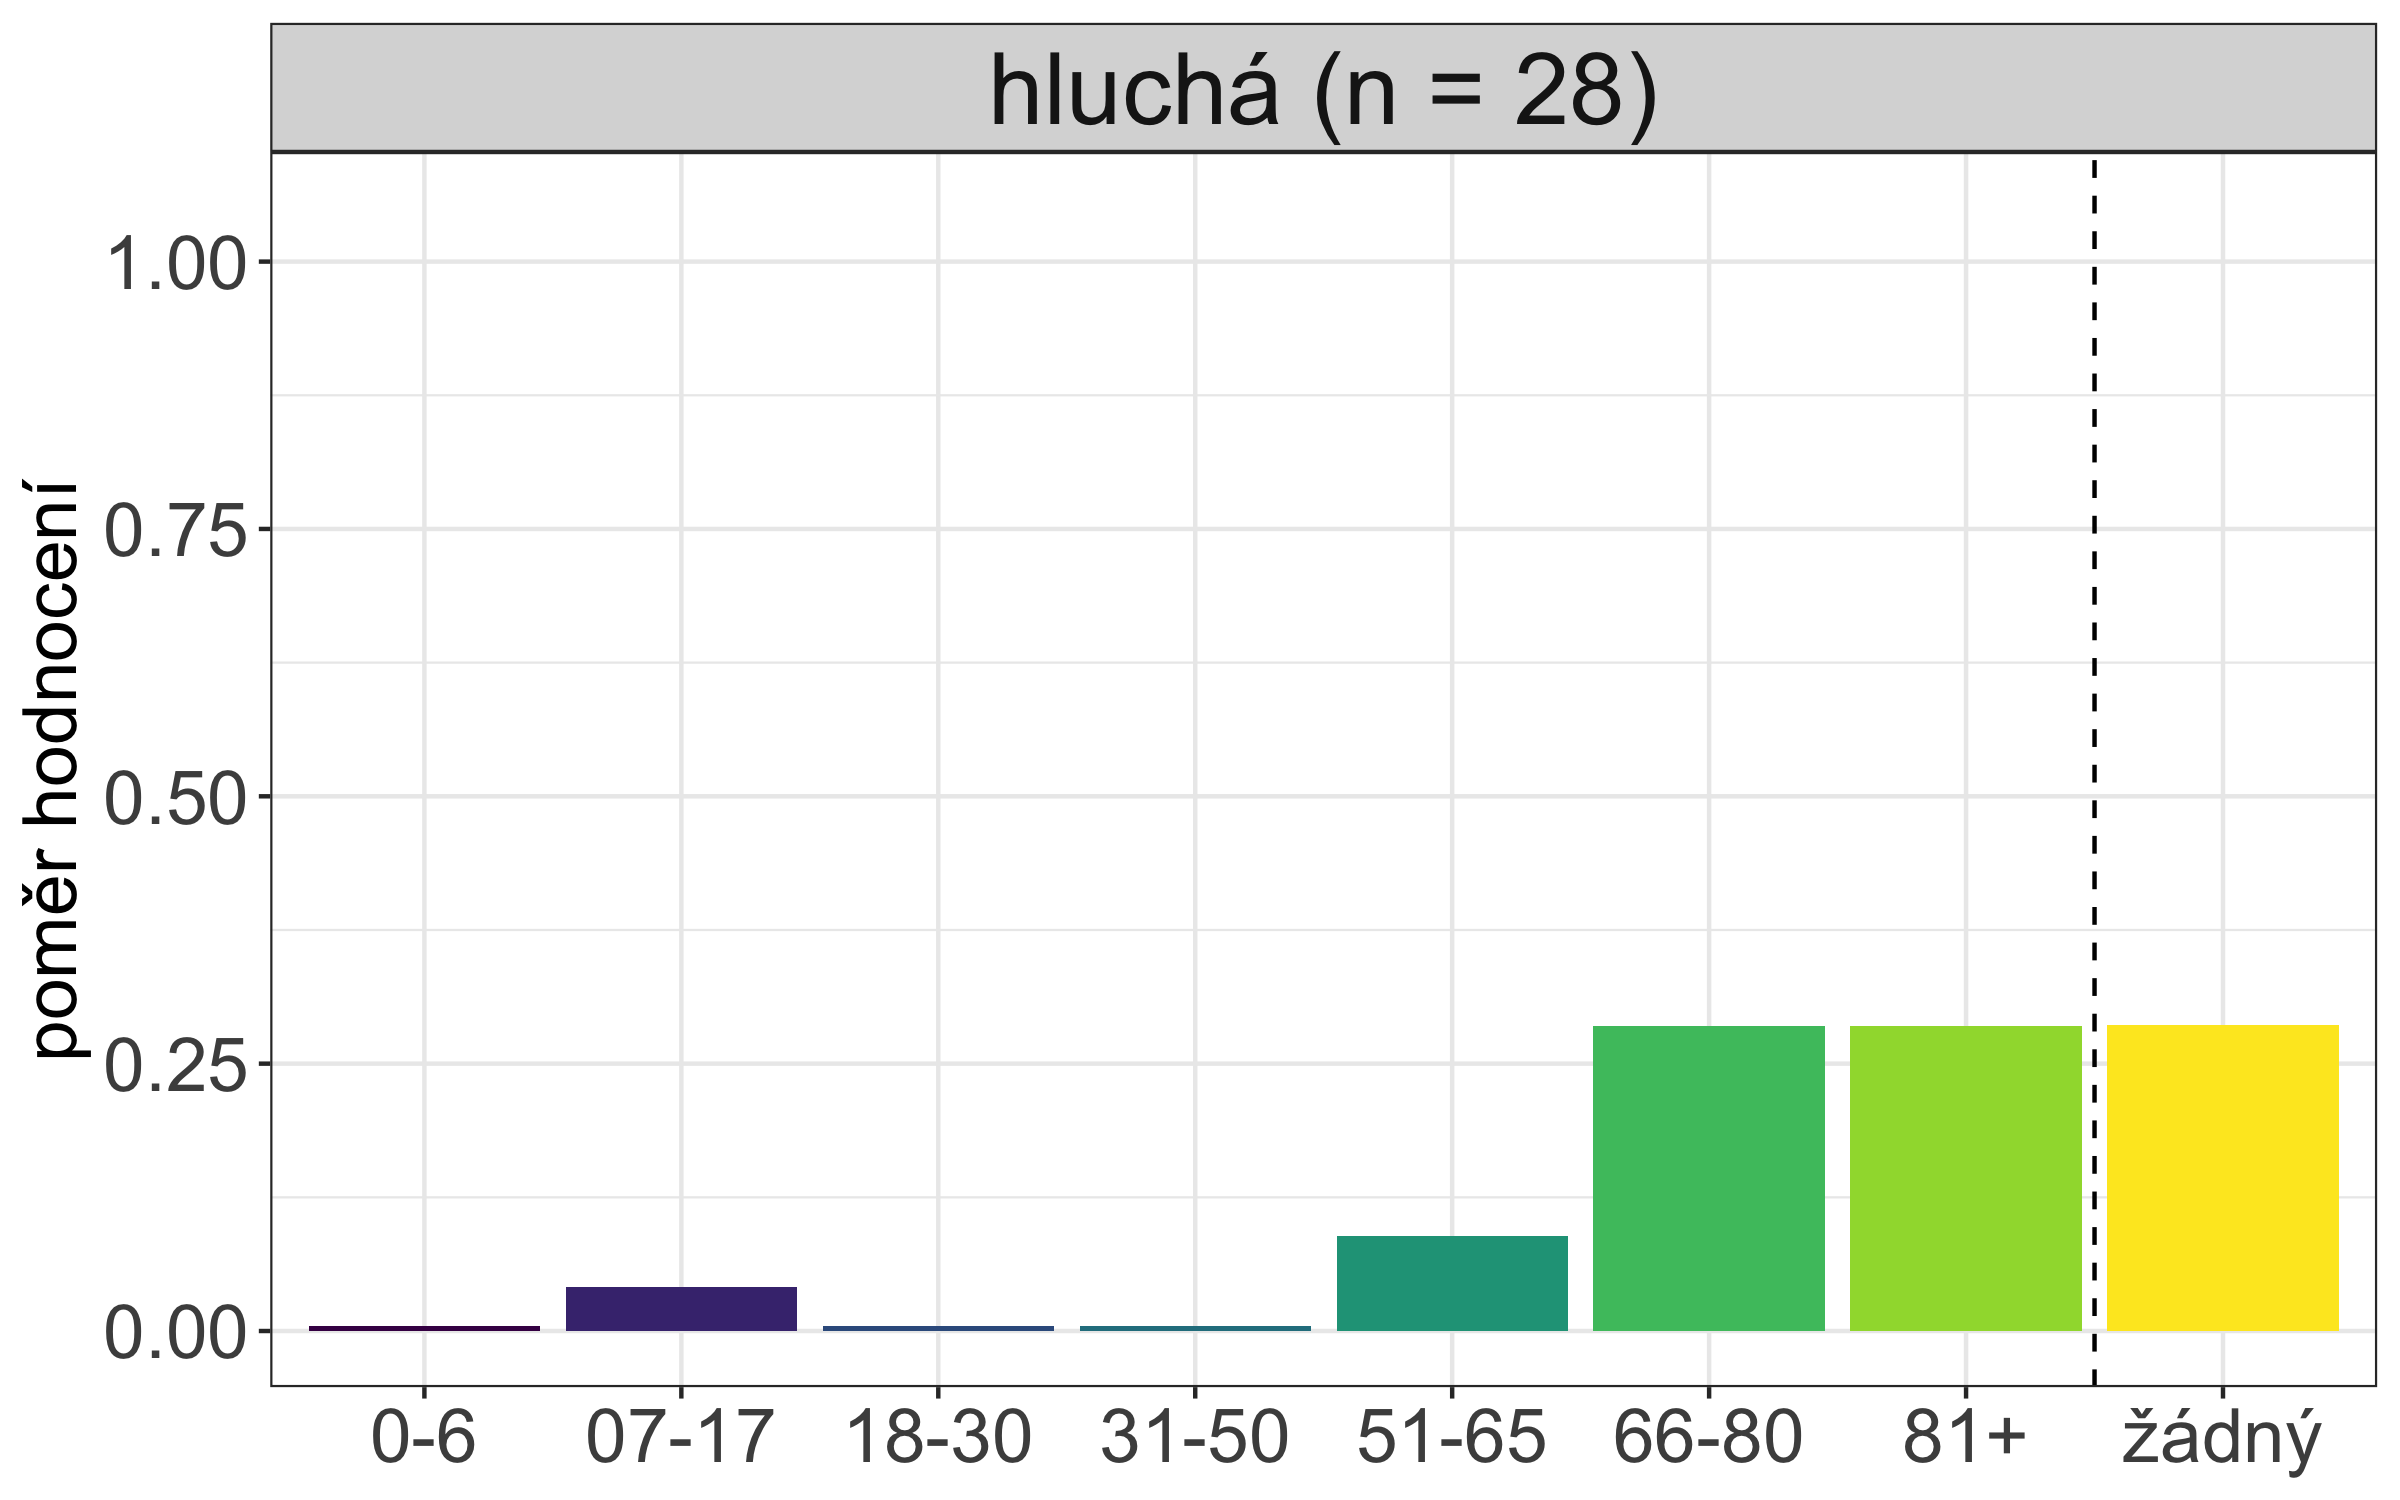 hluchá (n = 28)
poměr hodnocení
1.00
0.75
0.50
0.25
0.00
0-6 07-17 18-30 31-50 51-65 66-80 81+ žádný